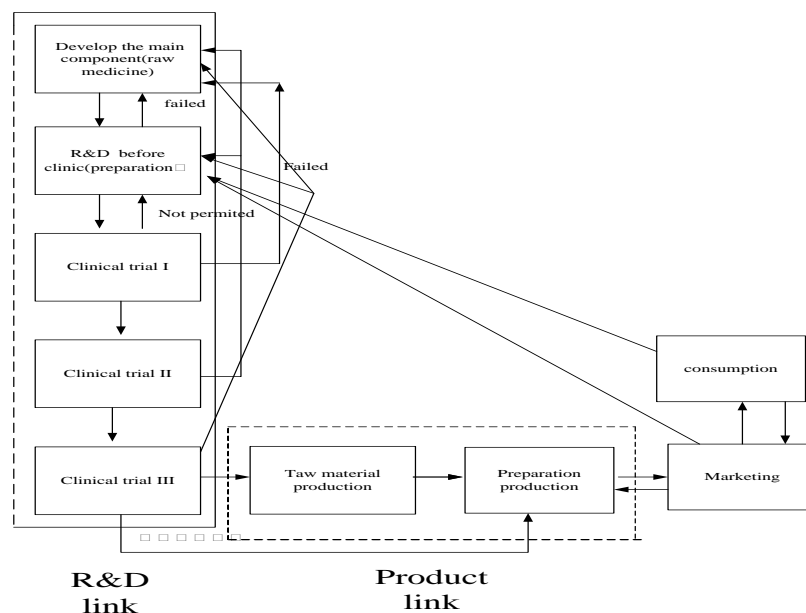 Develop the main
component(raw
medicine)
failed
R&D before
clinic(preparation□
Failed
Not permited
Clinical trial I
Clinical trial II
consumption
Clinical trial III
Taw material
production
Preparation
production
Marketing
□ □ □ □ □ □
R&D
link
Product
link